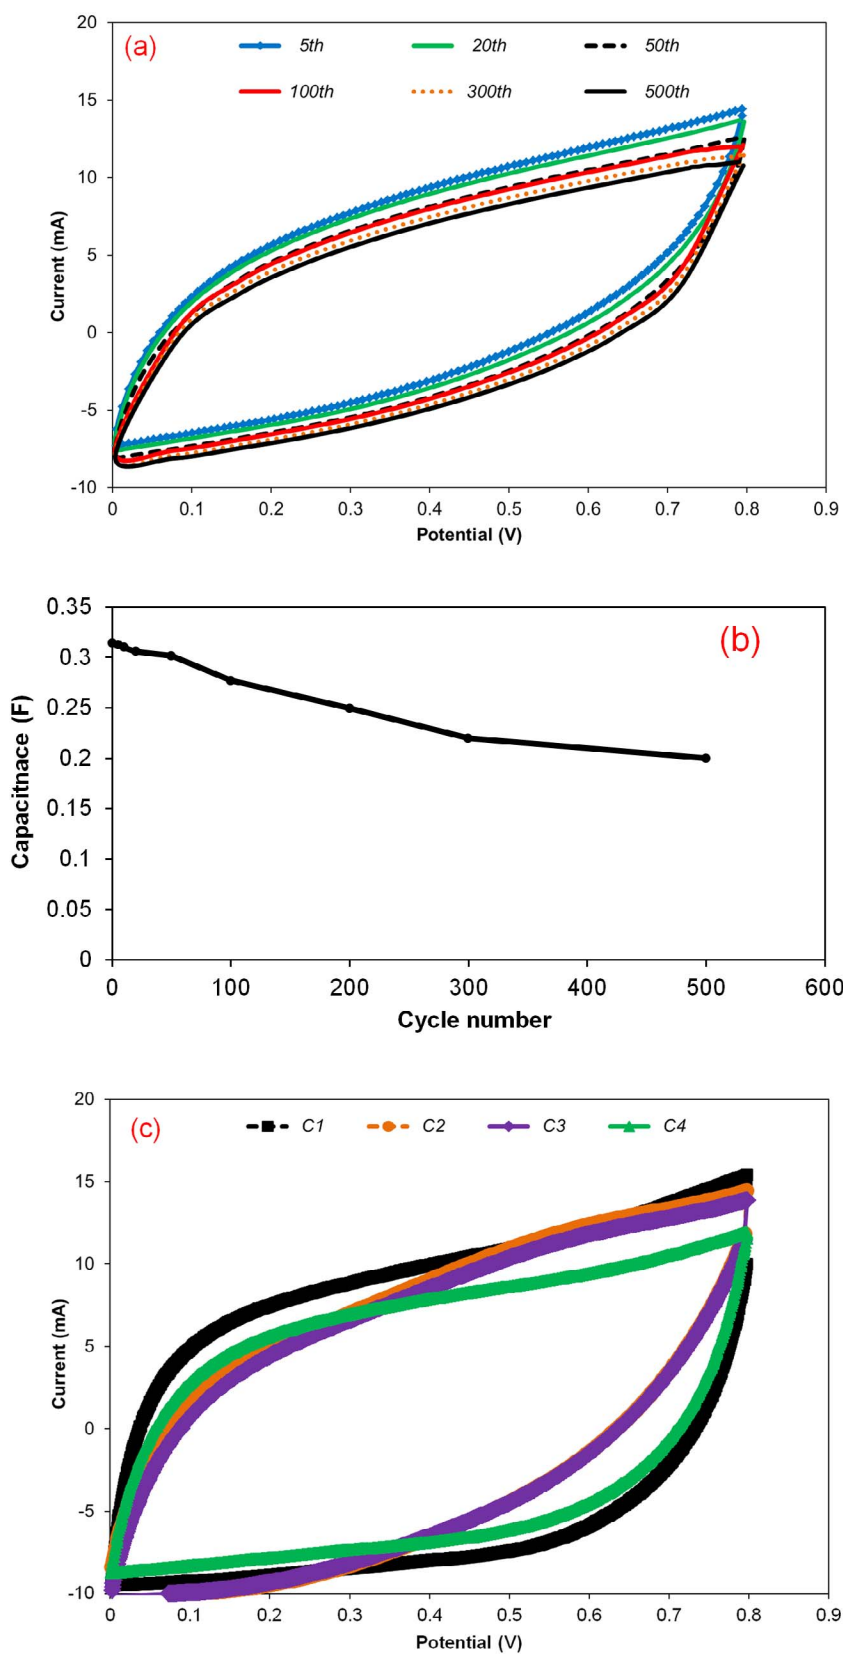 (a)
5th 20th 50th
100th 300th 500th
20
15
10
5
0
-5
-10
Current (mA)
0 0.1 0.2 0.3 0.4 0.5 0.6 0.7 0.8 0.9
Potential (V)
(b)
0.35
0.3
0.25
0.2
0.15
0.1
0.05
0
Capacitnace (F)
0 100 200 300 400 500 600
Cycle number
(c)
C1 C2 C3 C4
20
15
10
5
0
-5
-10
Current (mA)
0 0.1 0.2 0.3 0.4 0.5 0.6 0.7 0.8 0.9
Potential (V)